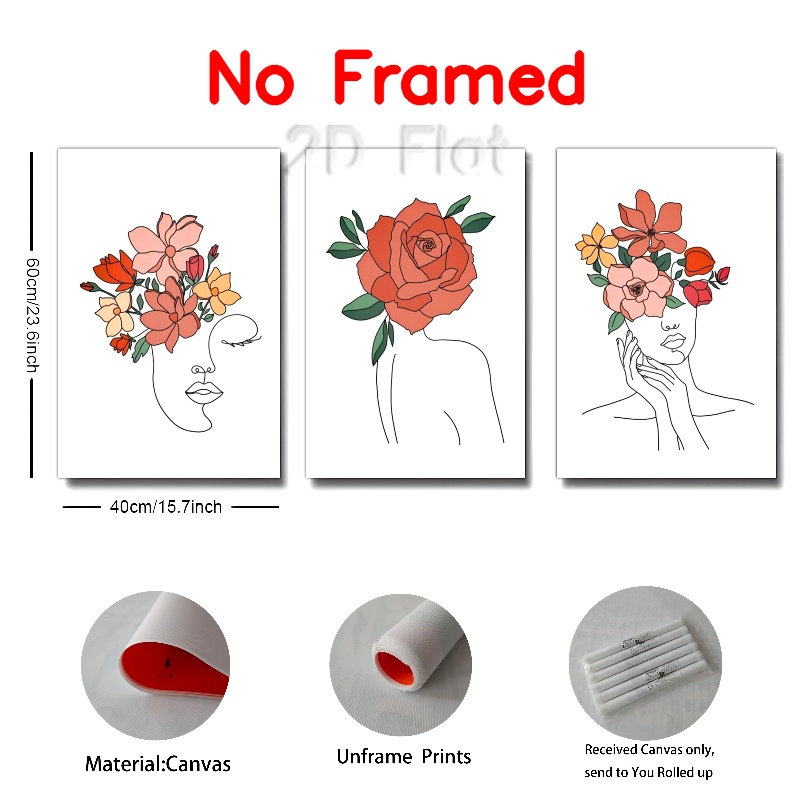 No Framed
2D Flat
60cm/23.6inch
40cm/15.7inch
Material:Canvas
Unframe Prints
Received Canvas only,
send to You Rolled up